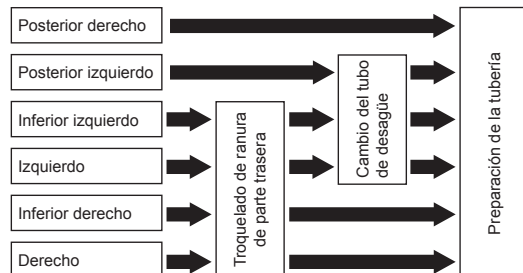 Posterior derecho
Posterior izquierdo
Inferior izquierdo
Izquierdo
Inferior derecho
Derecho
Troquelado de ranura
de parte trasera
Cambio del tubo
de desagüe
Preparación de la tubería